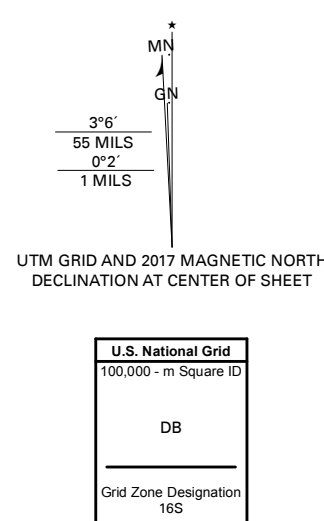 MN
GN
3°6´
55 MILS
0°2´
1 MILS
UTM GRID AND 2017 MAGNETIC NORTH
DECLINATION AT CENTER OF SHEET
U.S. National Grid
100,000 - m Square ID
DB
Grid Zone Designation
16S